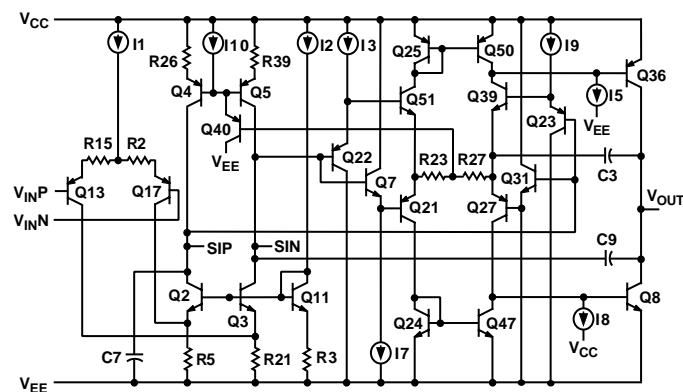 VCC
I1
I10
I2
I3
I9
R26
R39
Q25
Q50
Q36
Q4
Q5
Q51
Q39
I5
VEE
Q40
Q23
VEE
R15
R2
Q22
R23
R27
Q31
C3
VINP
Q13
Q17
Q7
Q21
Q27
VOUT
VINN
SIP
SIN
C9
Q2
Q3
Q11
Q24
Q47
Q8
I8
C7
R5
R21
R3
I7
VCC
VEE